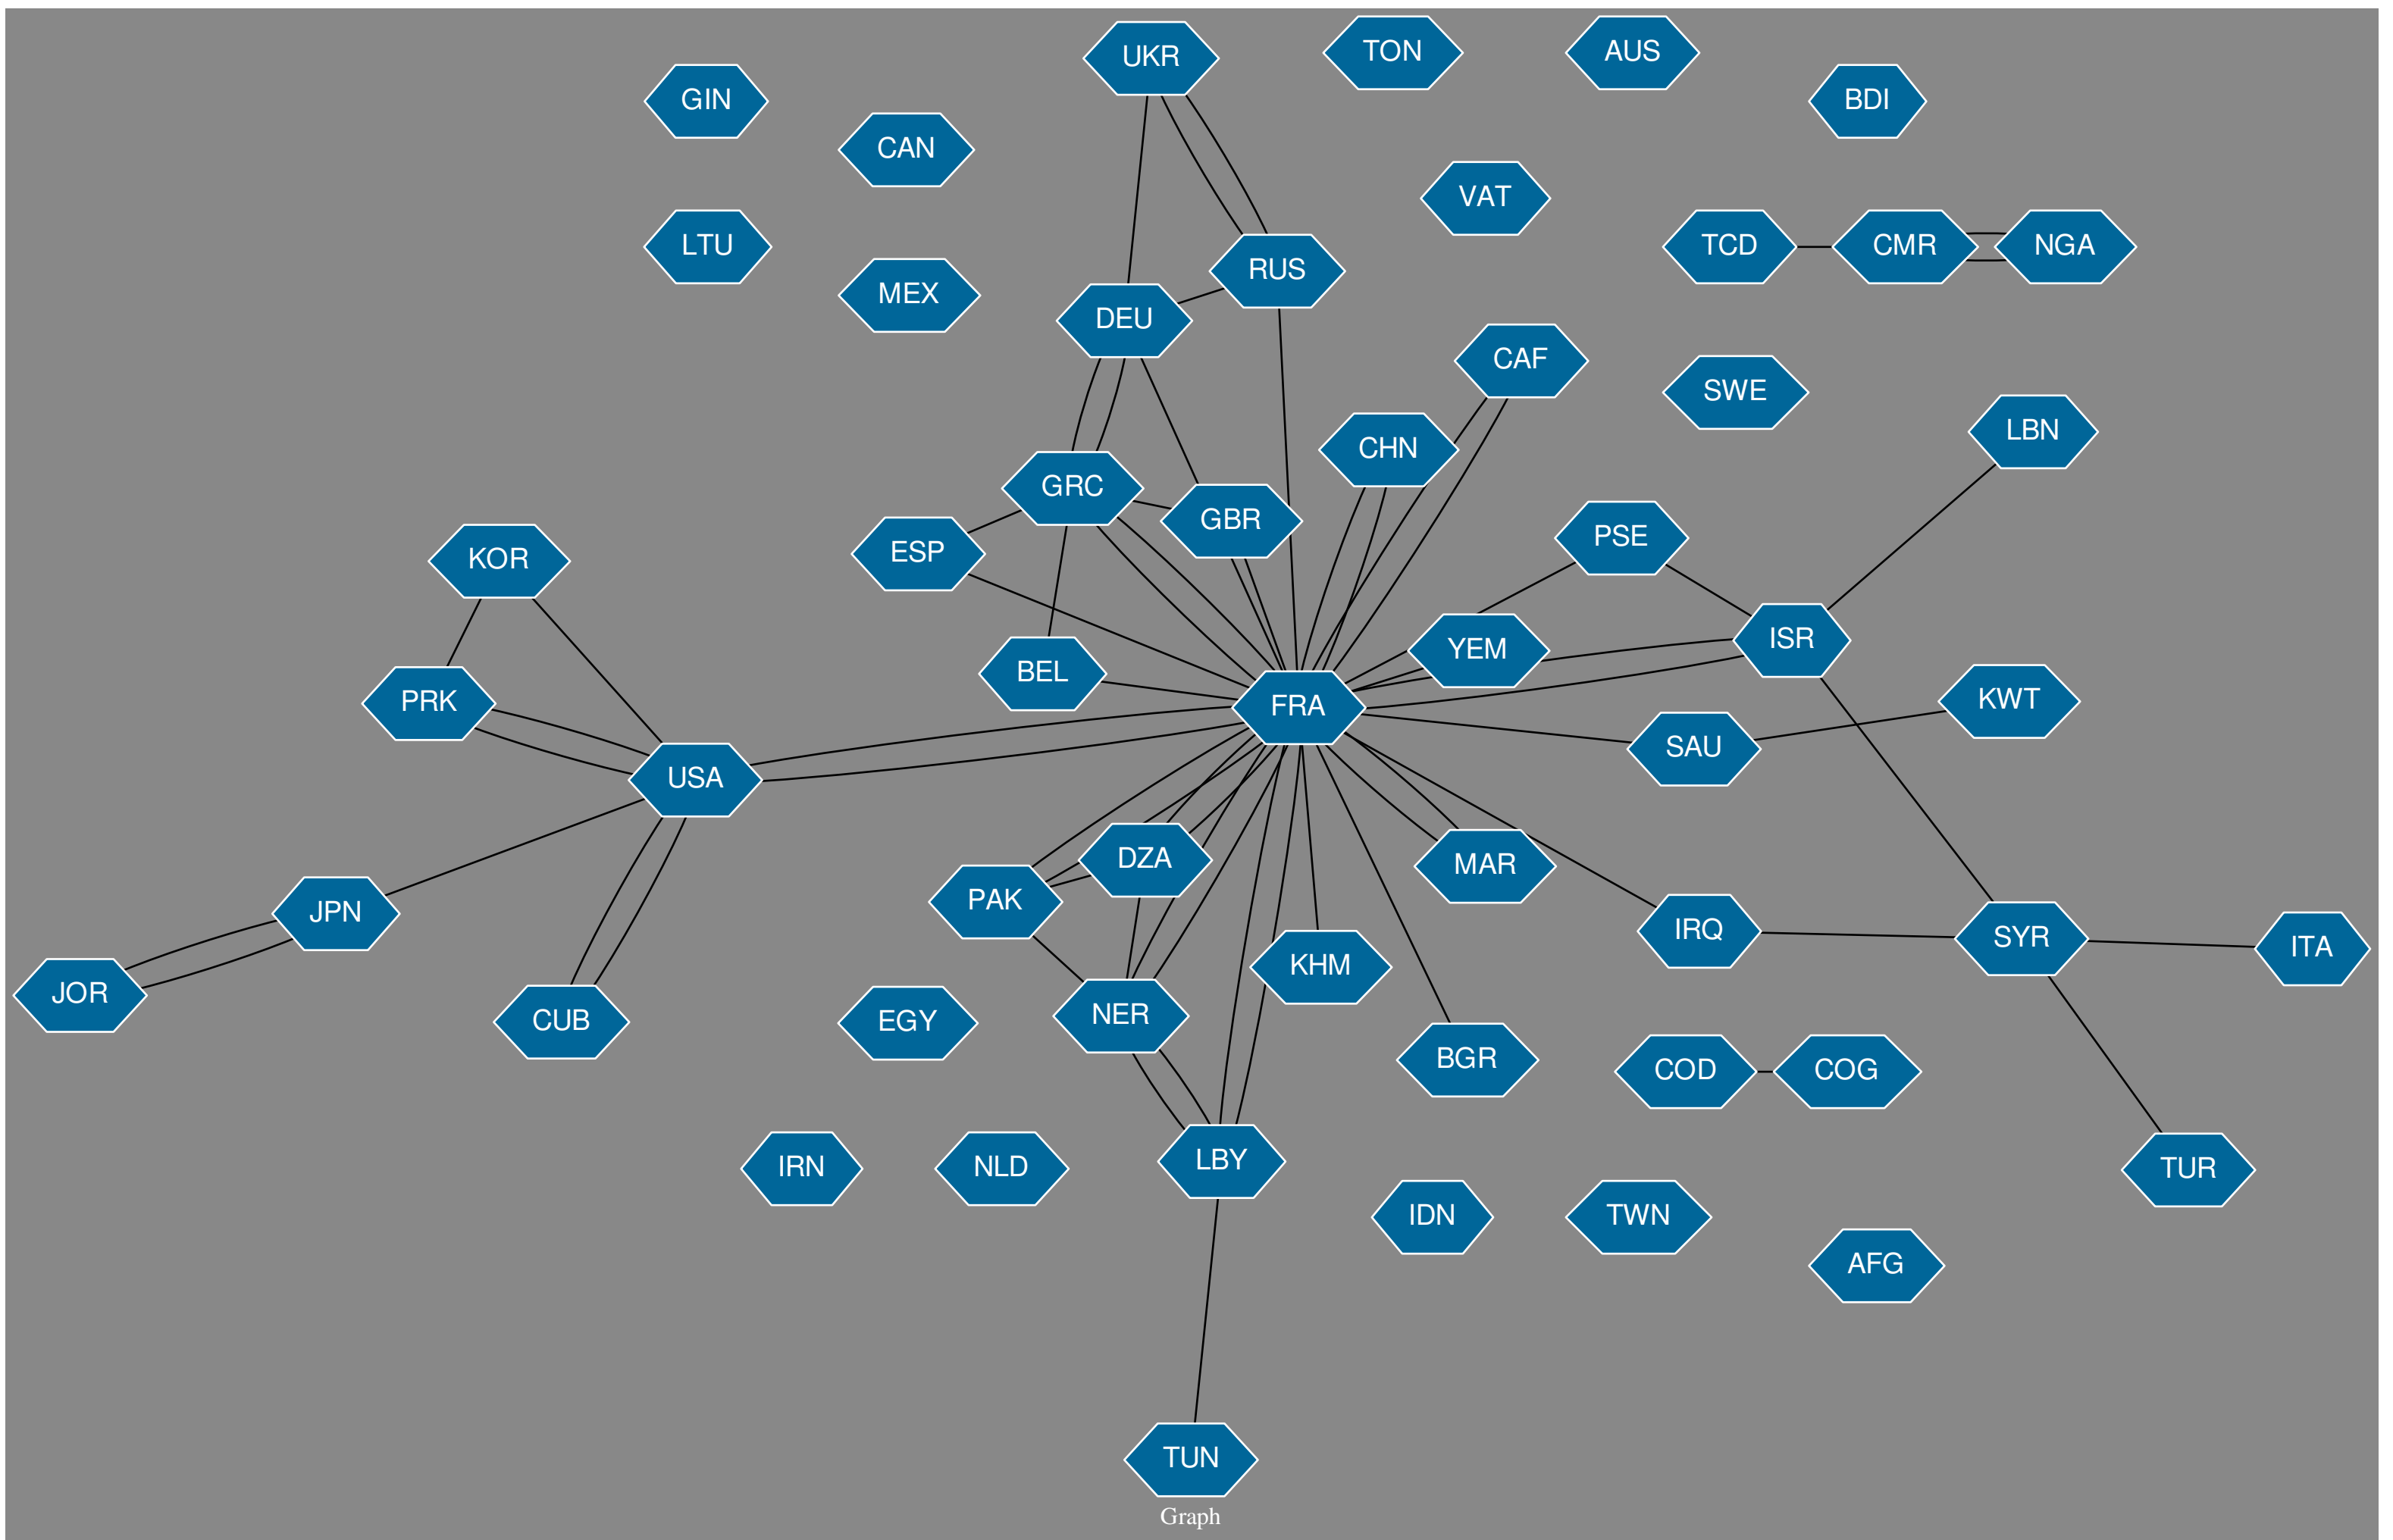 UKR
TON
AUS
GIN
BDI
CAN
VAT
LTU
TCD
CMR
NGA
RUS
MEX
DEU
CAF
SWE
LBN
CHN
GRC
GBR
PSE
ESP
KOR
ISR
YEM
BEL
KWT
PRK
FRA
SAU
USA
DZA
MAR
PAK
JPN
IRQ
SYR
ITA
KHM
JOR
NER
CUB
EGY
BGR
COD
COG
LBY
IRN
NLD
TUR
IDN
TWN
AFG
TUN
Graph